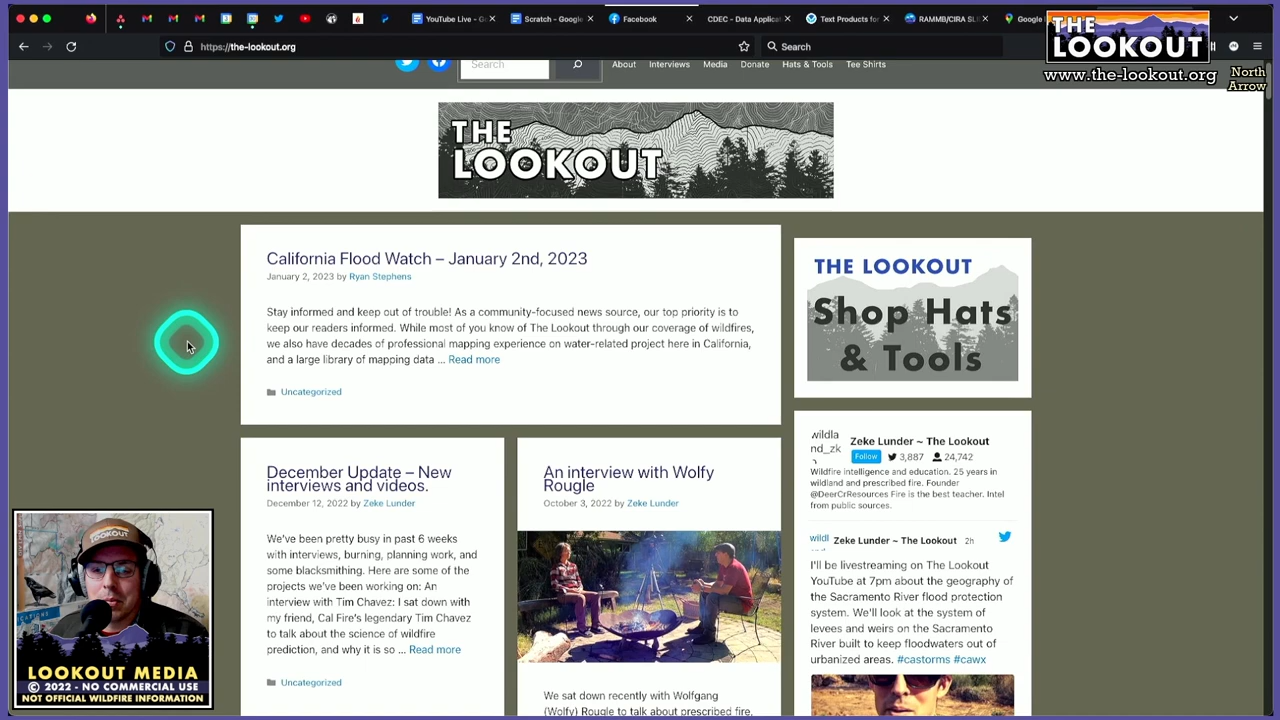 YouTube Live - G
Scratch - Google
Facebook
CDEC - Data Applicat
Text Products for
RAMMB/CIRA SLI
Google
https://the-lookout.org
Search
THE
LOOKOUT
www.the-lookout.org
North
Arrow
Search
About
Interviews
Media
Donate
Hats & Tools
Tee Shirts
THE
LOOKOUT
California Flood Watch – January 2nd, 2023
January 2, 2023 by Ryan Stephens
Stay informed and keep out of trouble! As a community-focused news source, our top priority is to
keep our readers informed. While most of you know of The Lookout through our coverage of wildfires,
we also have decades of professional mapping experience on water-related project here in California,
and a large library of mapping data ... Read more
Uncategorized
THE LOOKOUT
Shop Hats
& Tools
December Update – New
interviews and videos.
December 12, 2022 by Zeke Lunder
We've been pretty busy in past 6 weeks
with interviews, burning, planning work, and
some blacksmithing. Here are some of the
projects we've been working on: An
interview with Tim Chavez: I sat down with
my friend, Cal Fire's legendary Tim Chavez
to talk about the science of wildfire
prediction, and why it is so ... Read more
Uncategorized
An interview with Wolfy
Rougle
October 3, 2022 by Zeke Lunder
We sat down recently with Wolfgang
(Wolfy) Rougle to talk about prescribed fire,
wildla
nd_zk
Zeke Lunder ~ The Lookout
Follow
3,887
24,742
Wildfire intelligence and education. 25 years in
wildland and prescribed fire. Founder
@DeerCrResources Fire is the best teacher. Intel
from public sources.
wildl
Zeke Lunder ~ The Lookout
2h
I'll be livestreaming on The Lookout
YouTube at 7pm about the geography of
the Sacramento River flood protection
system. We'll look at the system of
levees and weirs on the Sacramento
River built to keep floodwaters out of
urbanized areas. #castorms #cawx
LOOKOUT
LOOKOUT MEDIA
© 2022 - NO COMMERCIAL USE
NOT OFFICIAL WILDFIRE INFORMATION